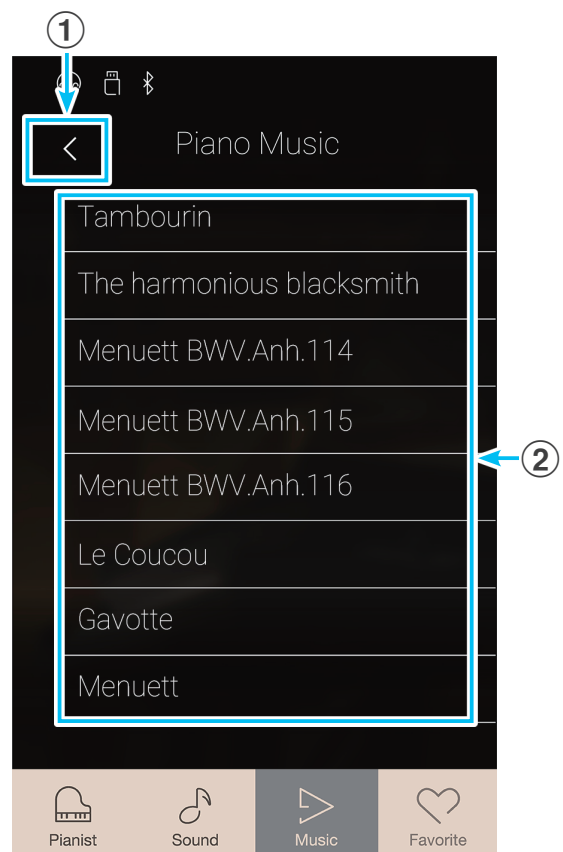 1
Piano Music
Tambourin
The harmonious blacksmith
Menuett BWV.Anh.114
Menuett BWV.Anh.115
Menuett BWV.Anh.116
2
Le Coucou
Gavotte
Menuett
Pianist Sound Music Favorite